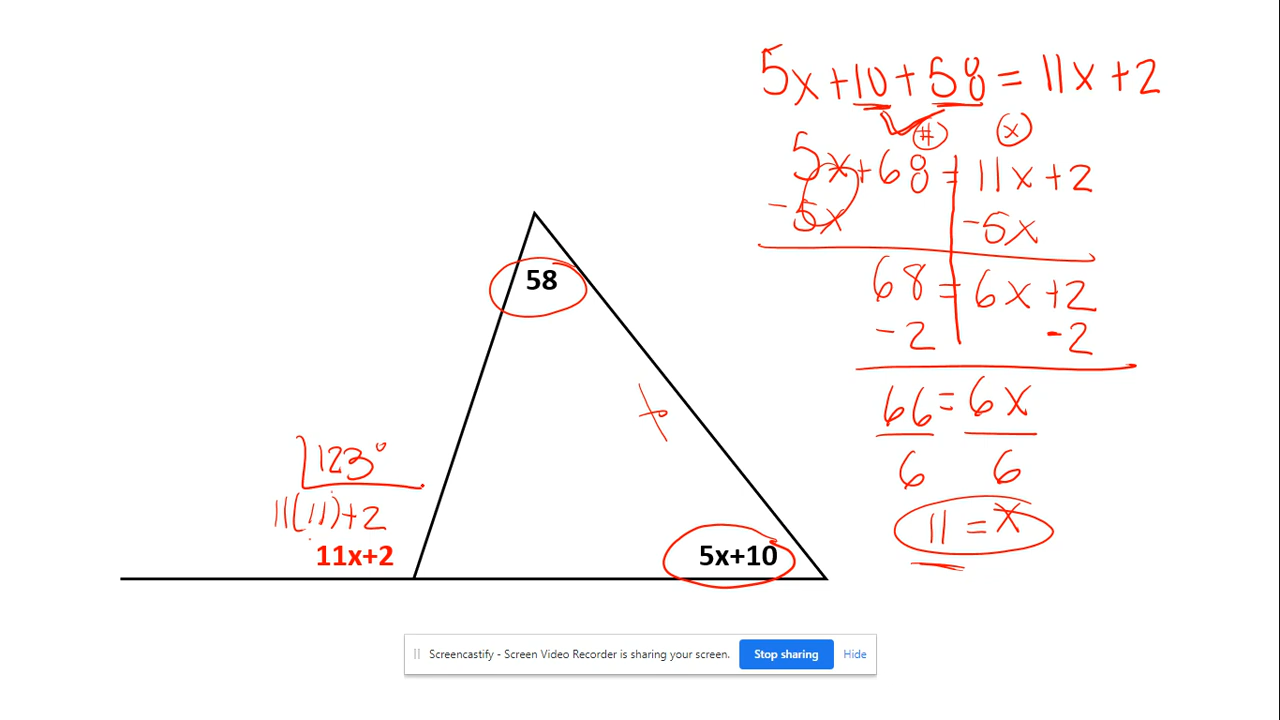 5x+10+58=11x+2
# x
5x+68=11x+2
-5x -5x
68=6x+2
-2 -2
66=6x
6 6
11=x
58
+
123°
11(11)+2
11x+2
5x+10
Screencastify - Screen Video Recorder is sharing your screen.
Stop sharing
Hide